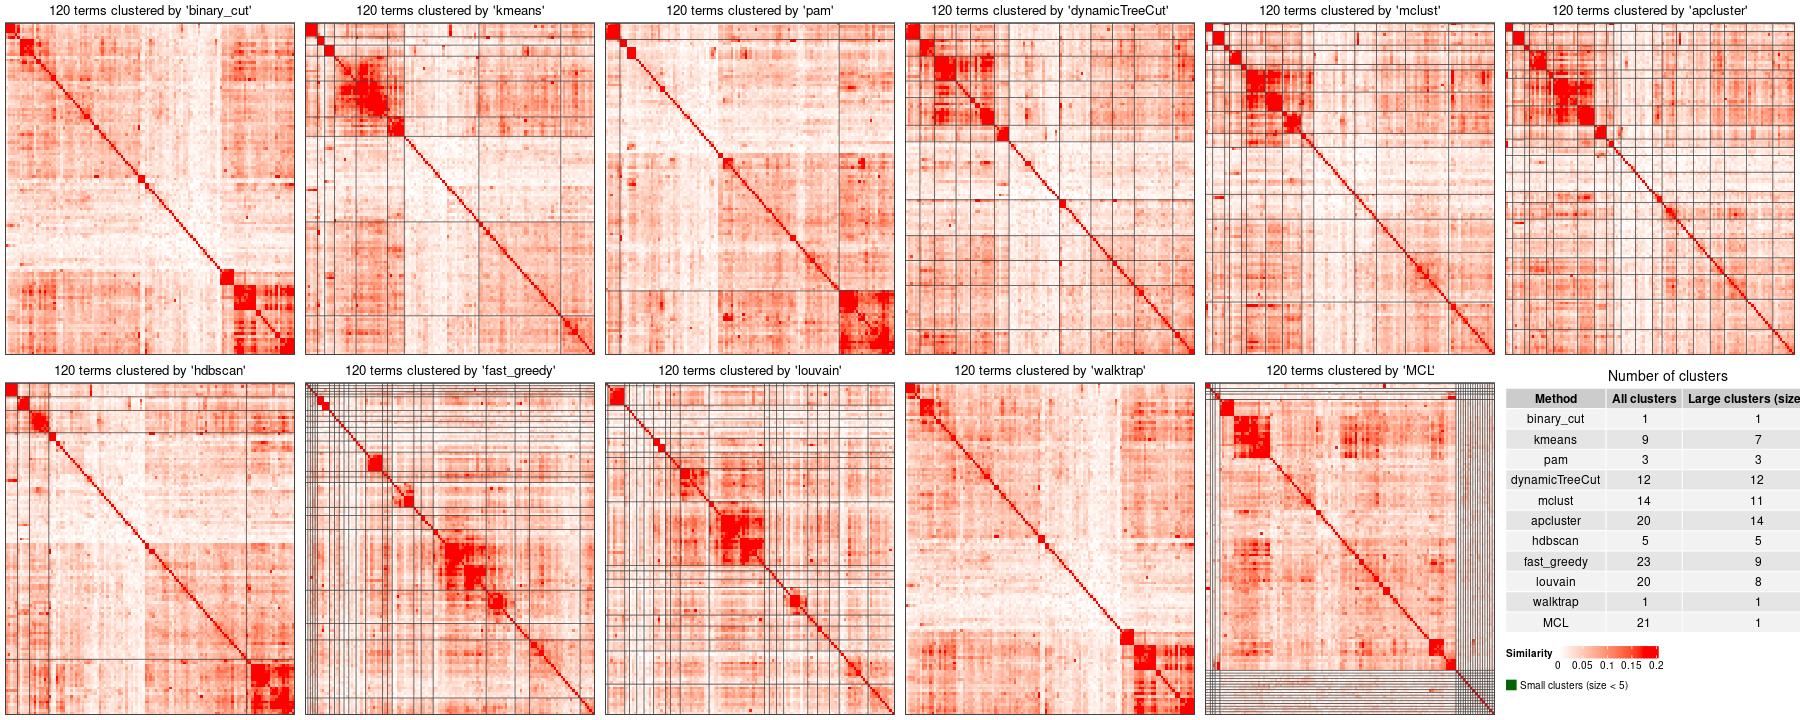 120 terms clustered by 'binary_cut'
120 terms clustered by 'kmeans'
120 terms clustered by 'pam'
120 terms clustered by 'dynamicTreeCut'
120 terms clustered by 'mclust'
120 terms clustered by 'apcluster'
120 terms clustered by 'hdbscan'
120 terms clustered by 'fast_greedy'
120 terms clustered by 'louvain'
120 terms clustered by 'walktrap'
120 terms clustered by 'MCL'
Number of clusters
Method All clusters Large clusters (size
binary_cut 1 1
kmeans 9 7
pam 3 3
dynamicTreeCut 12 12
mclust 14 11
apcluster 20 14
hdbscan 5 5
fast_greedy 23 9
louvain 20 8
walktrap 1 1
MCL 21 1
Similarity
0 0.05 0.1 0.15 0.2
Small clusters (size < 5)